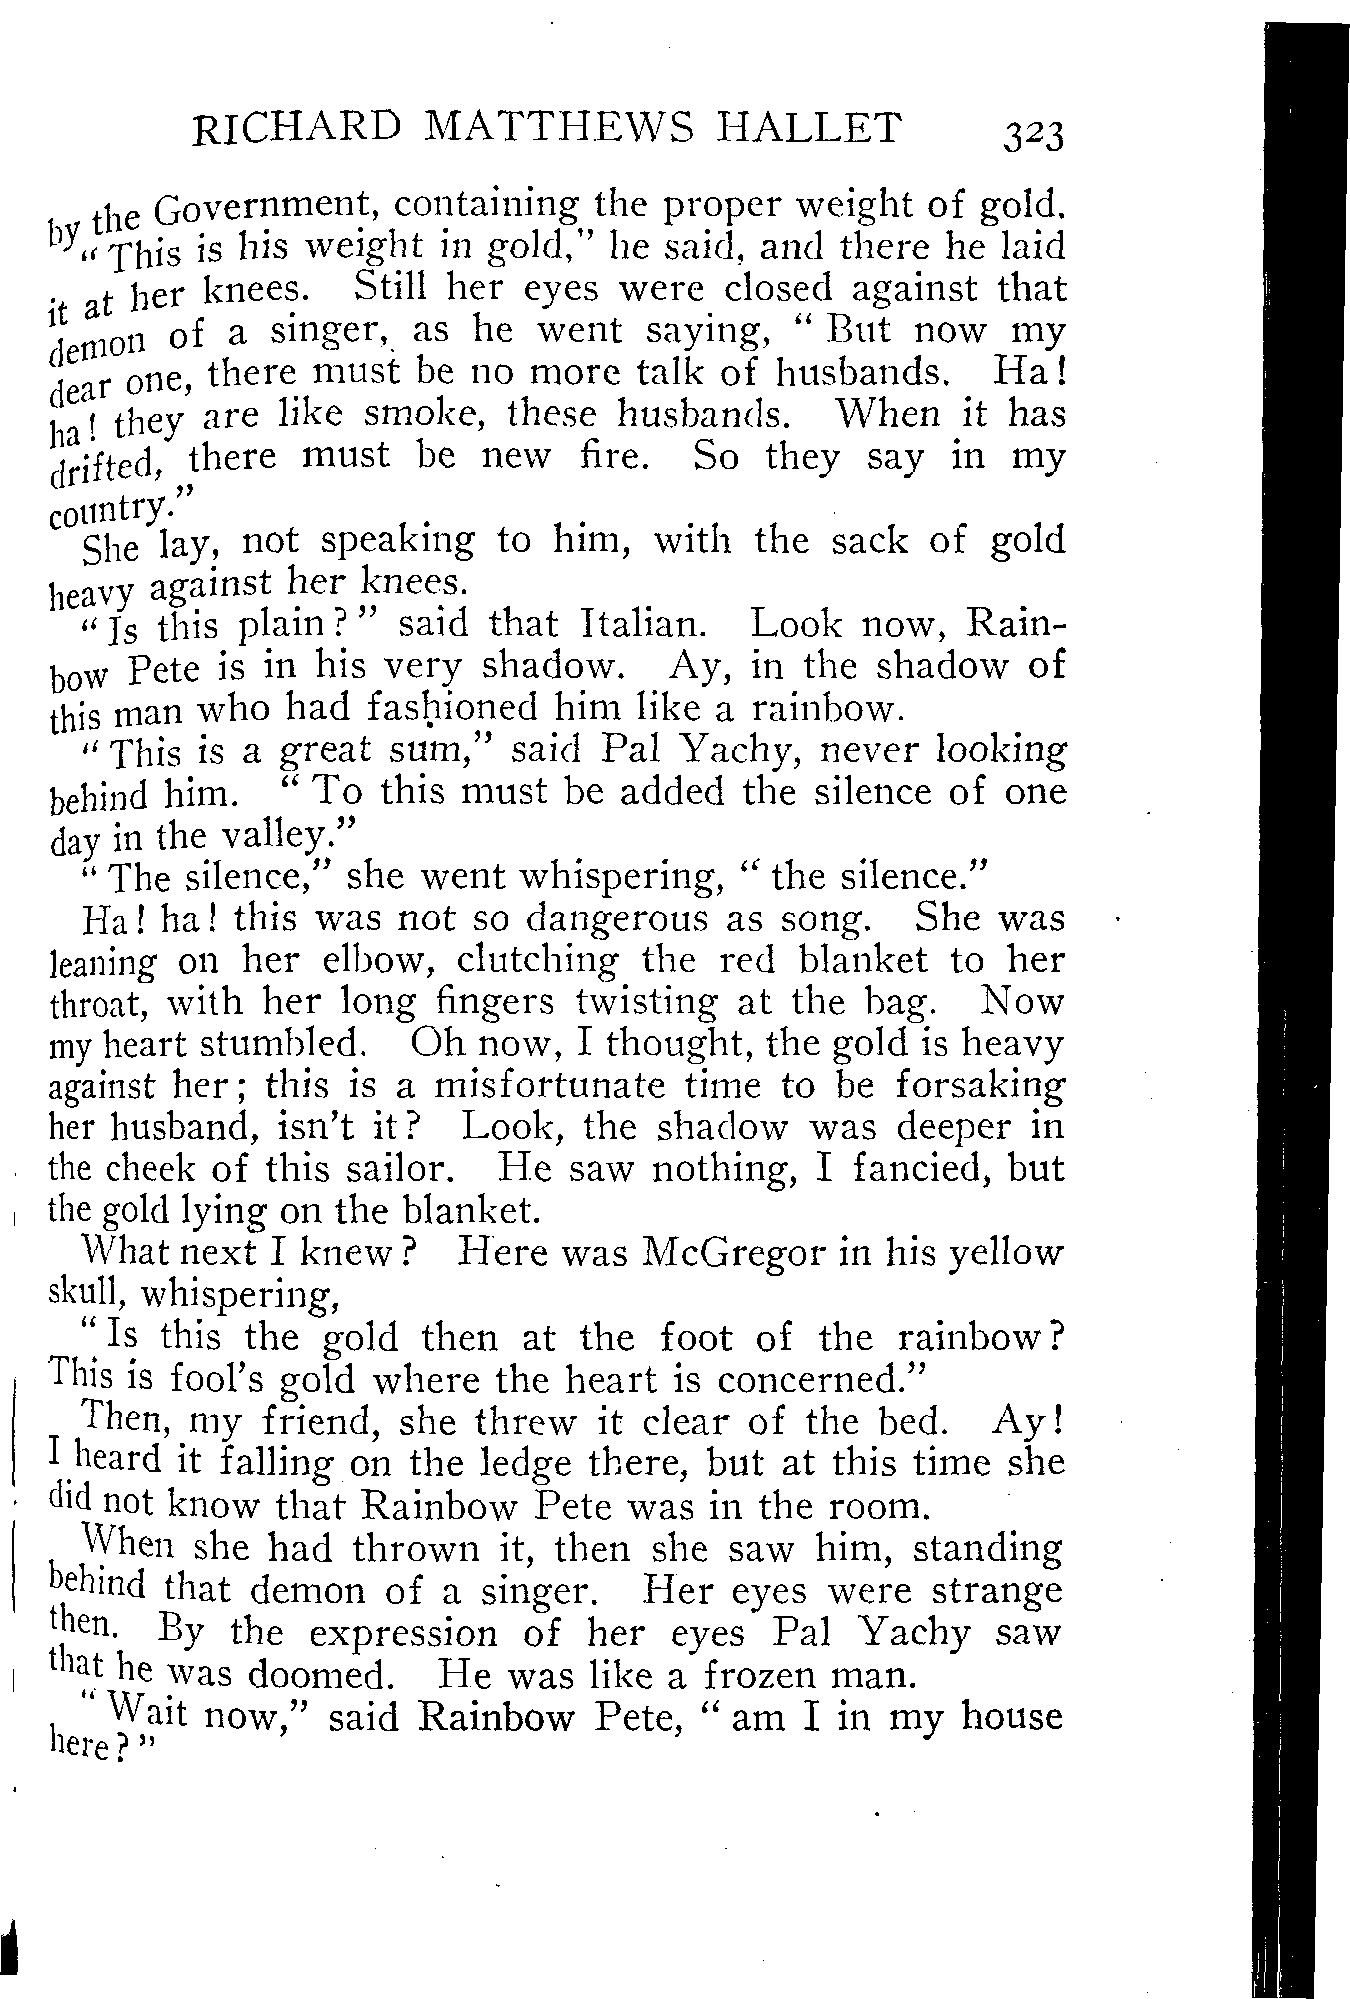 RICHARD MATTHEWS HALLET 323
by the Government, containing the proper weight of gold.
"This is his weight in gold," he said, and there he laid
it at her knees. Still her eyes were closed against that
demon of a singer, as he went saying, "But now my
dear one, there must be no more talk of husbands. Ha!
ha! they are like smoke, these husbands. When it has
drifted, there must be new fire. So they say in my
country."
She lay, not speaking to him, with the sack of gold
heavy against her knees.
"Is this plain?" said that Italian. Look now, Rain-
bow Pete is in his very shadow. Ay, in the shadow of
this man who had fashioned him like a rainbow.
"This is a great sum," said Pal Yachy, never looking
behind him. "To this must be added the silence of one
day in the valley."
"The silence," she went whispering, "the silence."
Ha! ha! this was not so dangerous as song. She was
leaning on her elbow, clutching the red blanket to her
throat, with her long fingers twisting at the bag. Now
my heart stumbled. Oh now, I thought, the gold is heavy
against her; this is a misfortunate time to be forsaking
her husband, isn't it? Look, the shadow was deeper in
the cheek of this sailor. He saw nothing, I fancied, but
the gold lying on the blanket.
What next I knew? Here was McGregor in his yellow
skull, whispering,
"Is this the gold then at the foot of the rainbow?
This is fool's gold where the heart is concerned."
Then, my friend, she threw it clear of the bed. Ay!
I heard it falling on the ledge there, but at this time she
did not know that Rainbow Pete was in the room.
When she had thrown it, then she saw him, standing
behind that demon of a singer. Her eyes were strange
then. By the expression of her eyes Pal Yachy saw
that he was doomed. He was like a frozen man.
"Wait now," said Rainbow Pete, "am I in my house
here?"